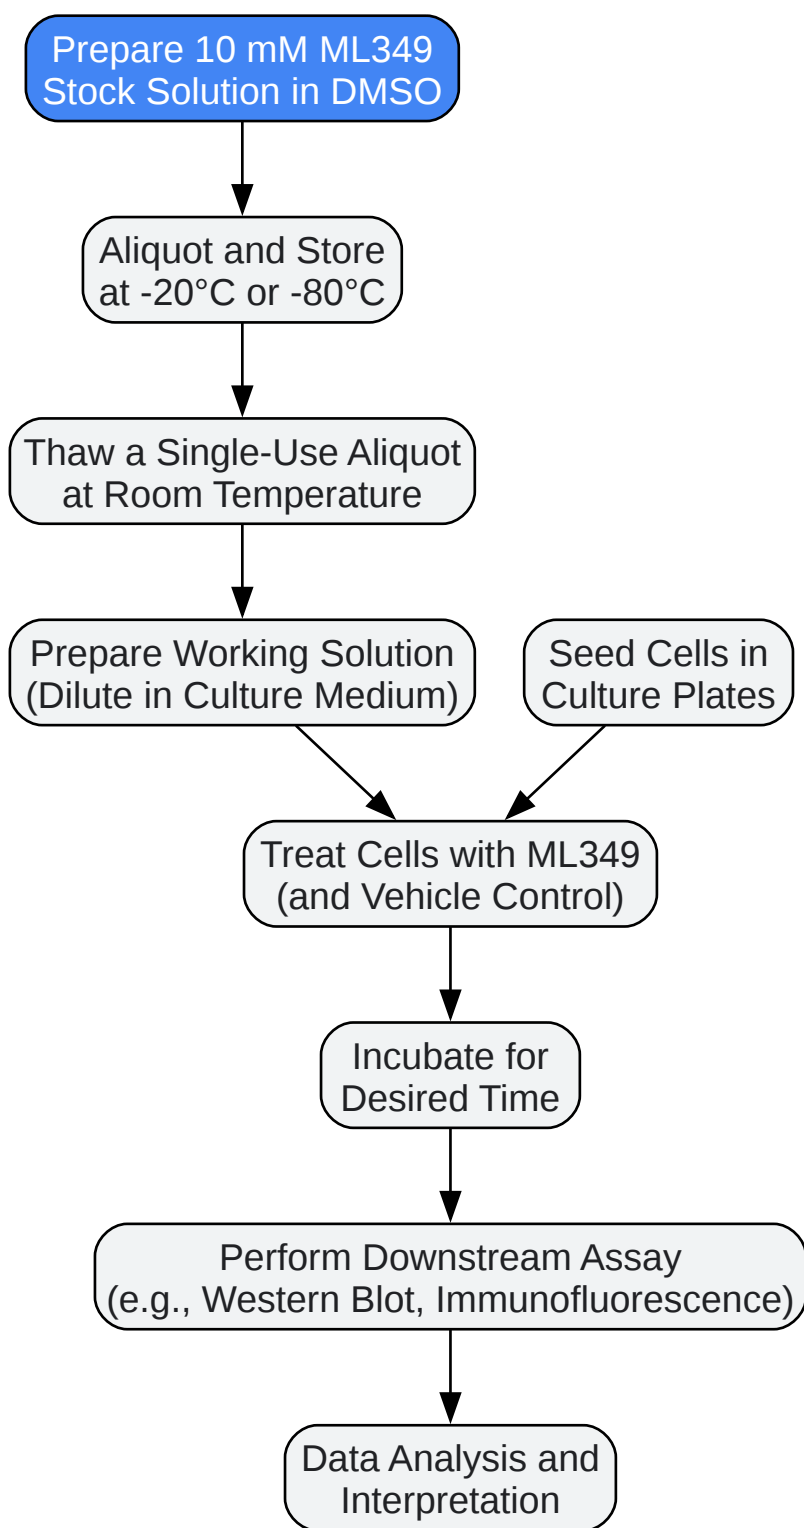 Prepare 10 mM ML349
Stock Solution in DMSO
Aliquot and Store
at -20°C or -80°C
Thaw a Single-Use Aliquot
at Room Temperature
Prepare Working Solution
(Dilute in Culture Medium)
Seed Cells in
Culture Plates
Treat Cells with ML349
(and Vehicle Control)
Incubate for
Desired Time
Perform Downstream Assay
(e.g., Western Blot, Immunofluorescence)
Data Analysis and
Interpretation